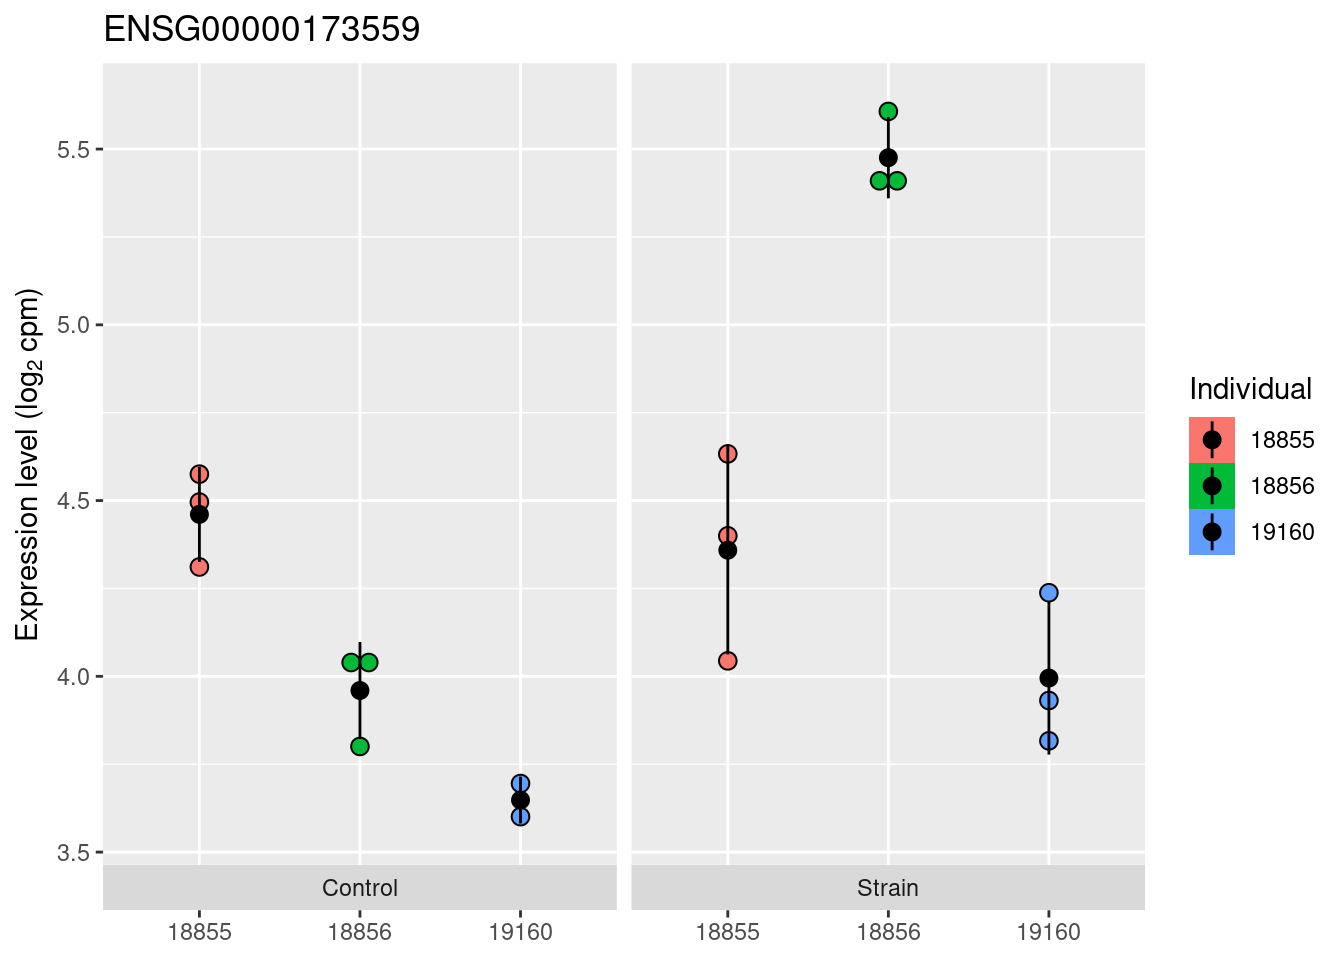 ENSG00000173559
Expression level (log₂ cpm)
5.5
5.0
4.5
4.0
3.5
Control
Strain
18855 18856 19160
18855 18856 19160
Individual
18855
18856
19160